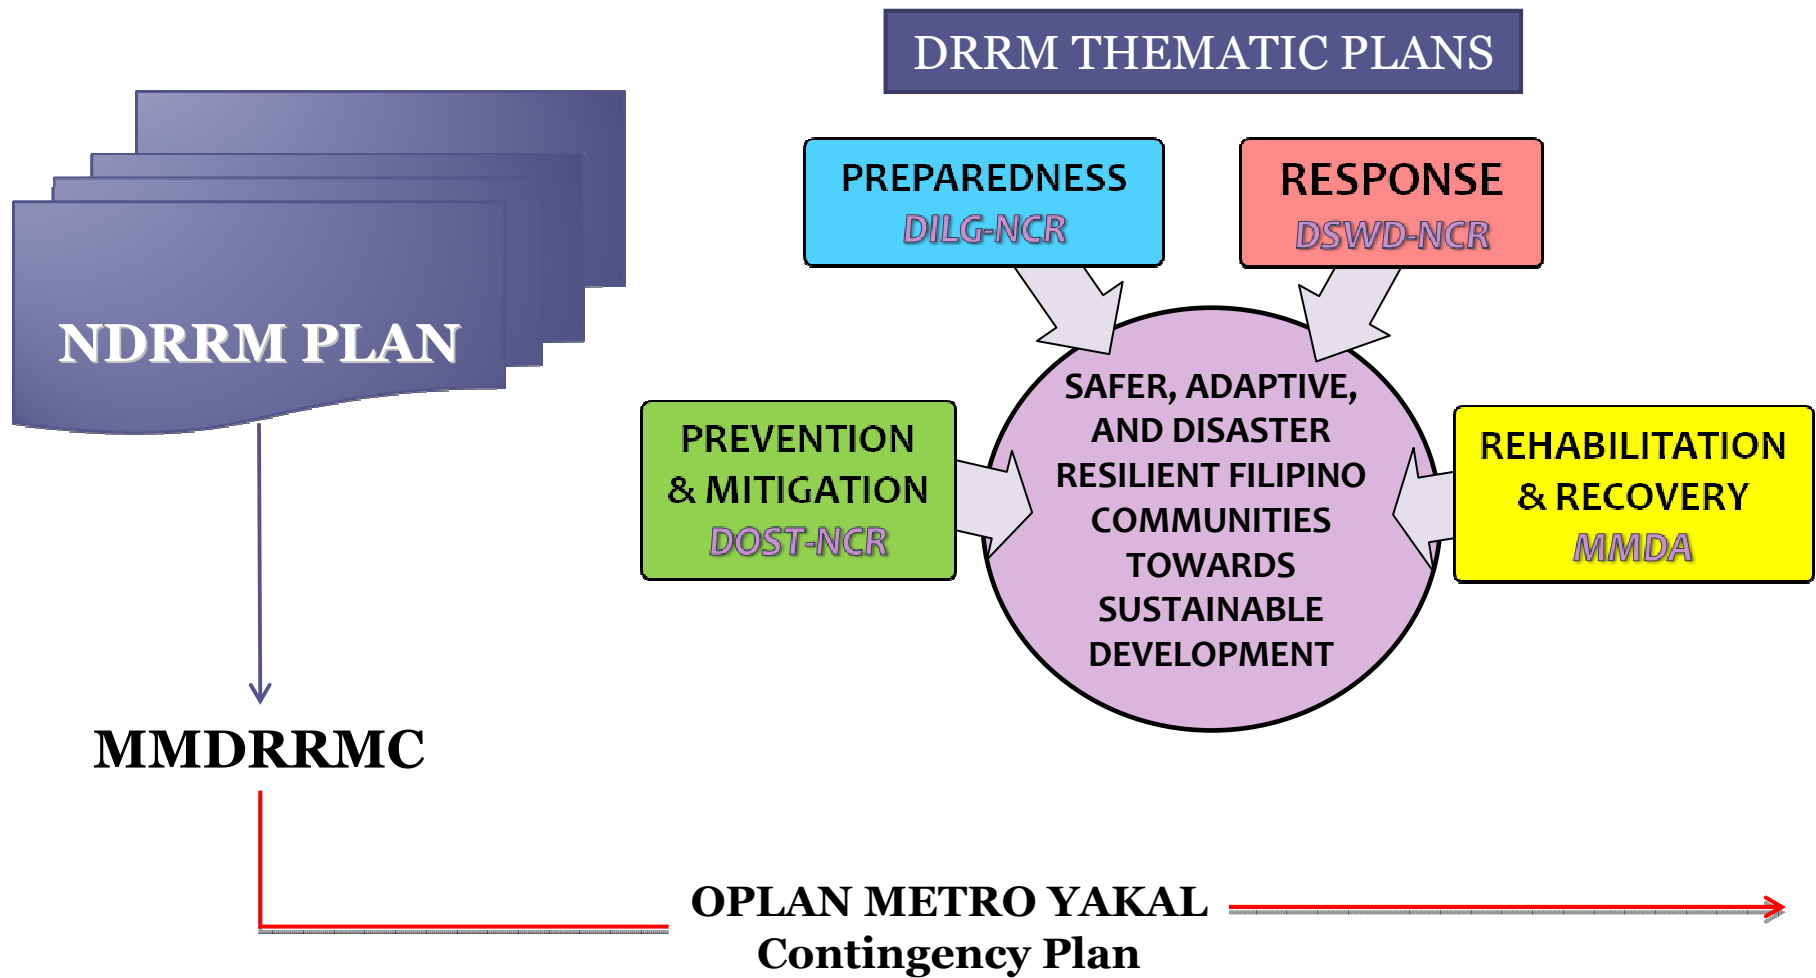 DRRM THEMATIC PLANS
NDRRM PLAN
PREPAREDNESS
DILG-NCR
RESPONSE
DSWD-NCR
PREVENTION
& MITIGATION
DOST-NCR
SAFER, ADAPTIVE,
AND DISASTER
RESILIENT FILIPINO
COMMUNITIES
TOWARDS
SUSTAINABLE
DEVELOPMENT
REHABILITATION
& RECOVERY
MMDA
MMDRRMC
OPLAN METRO YAKAL
Contingency Plan